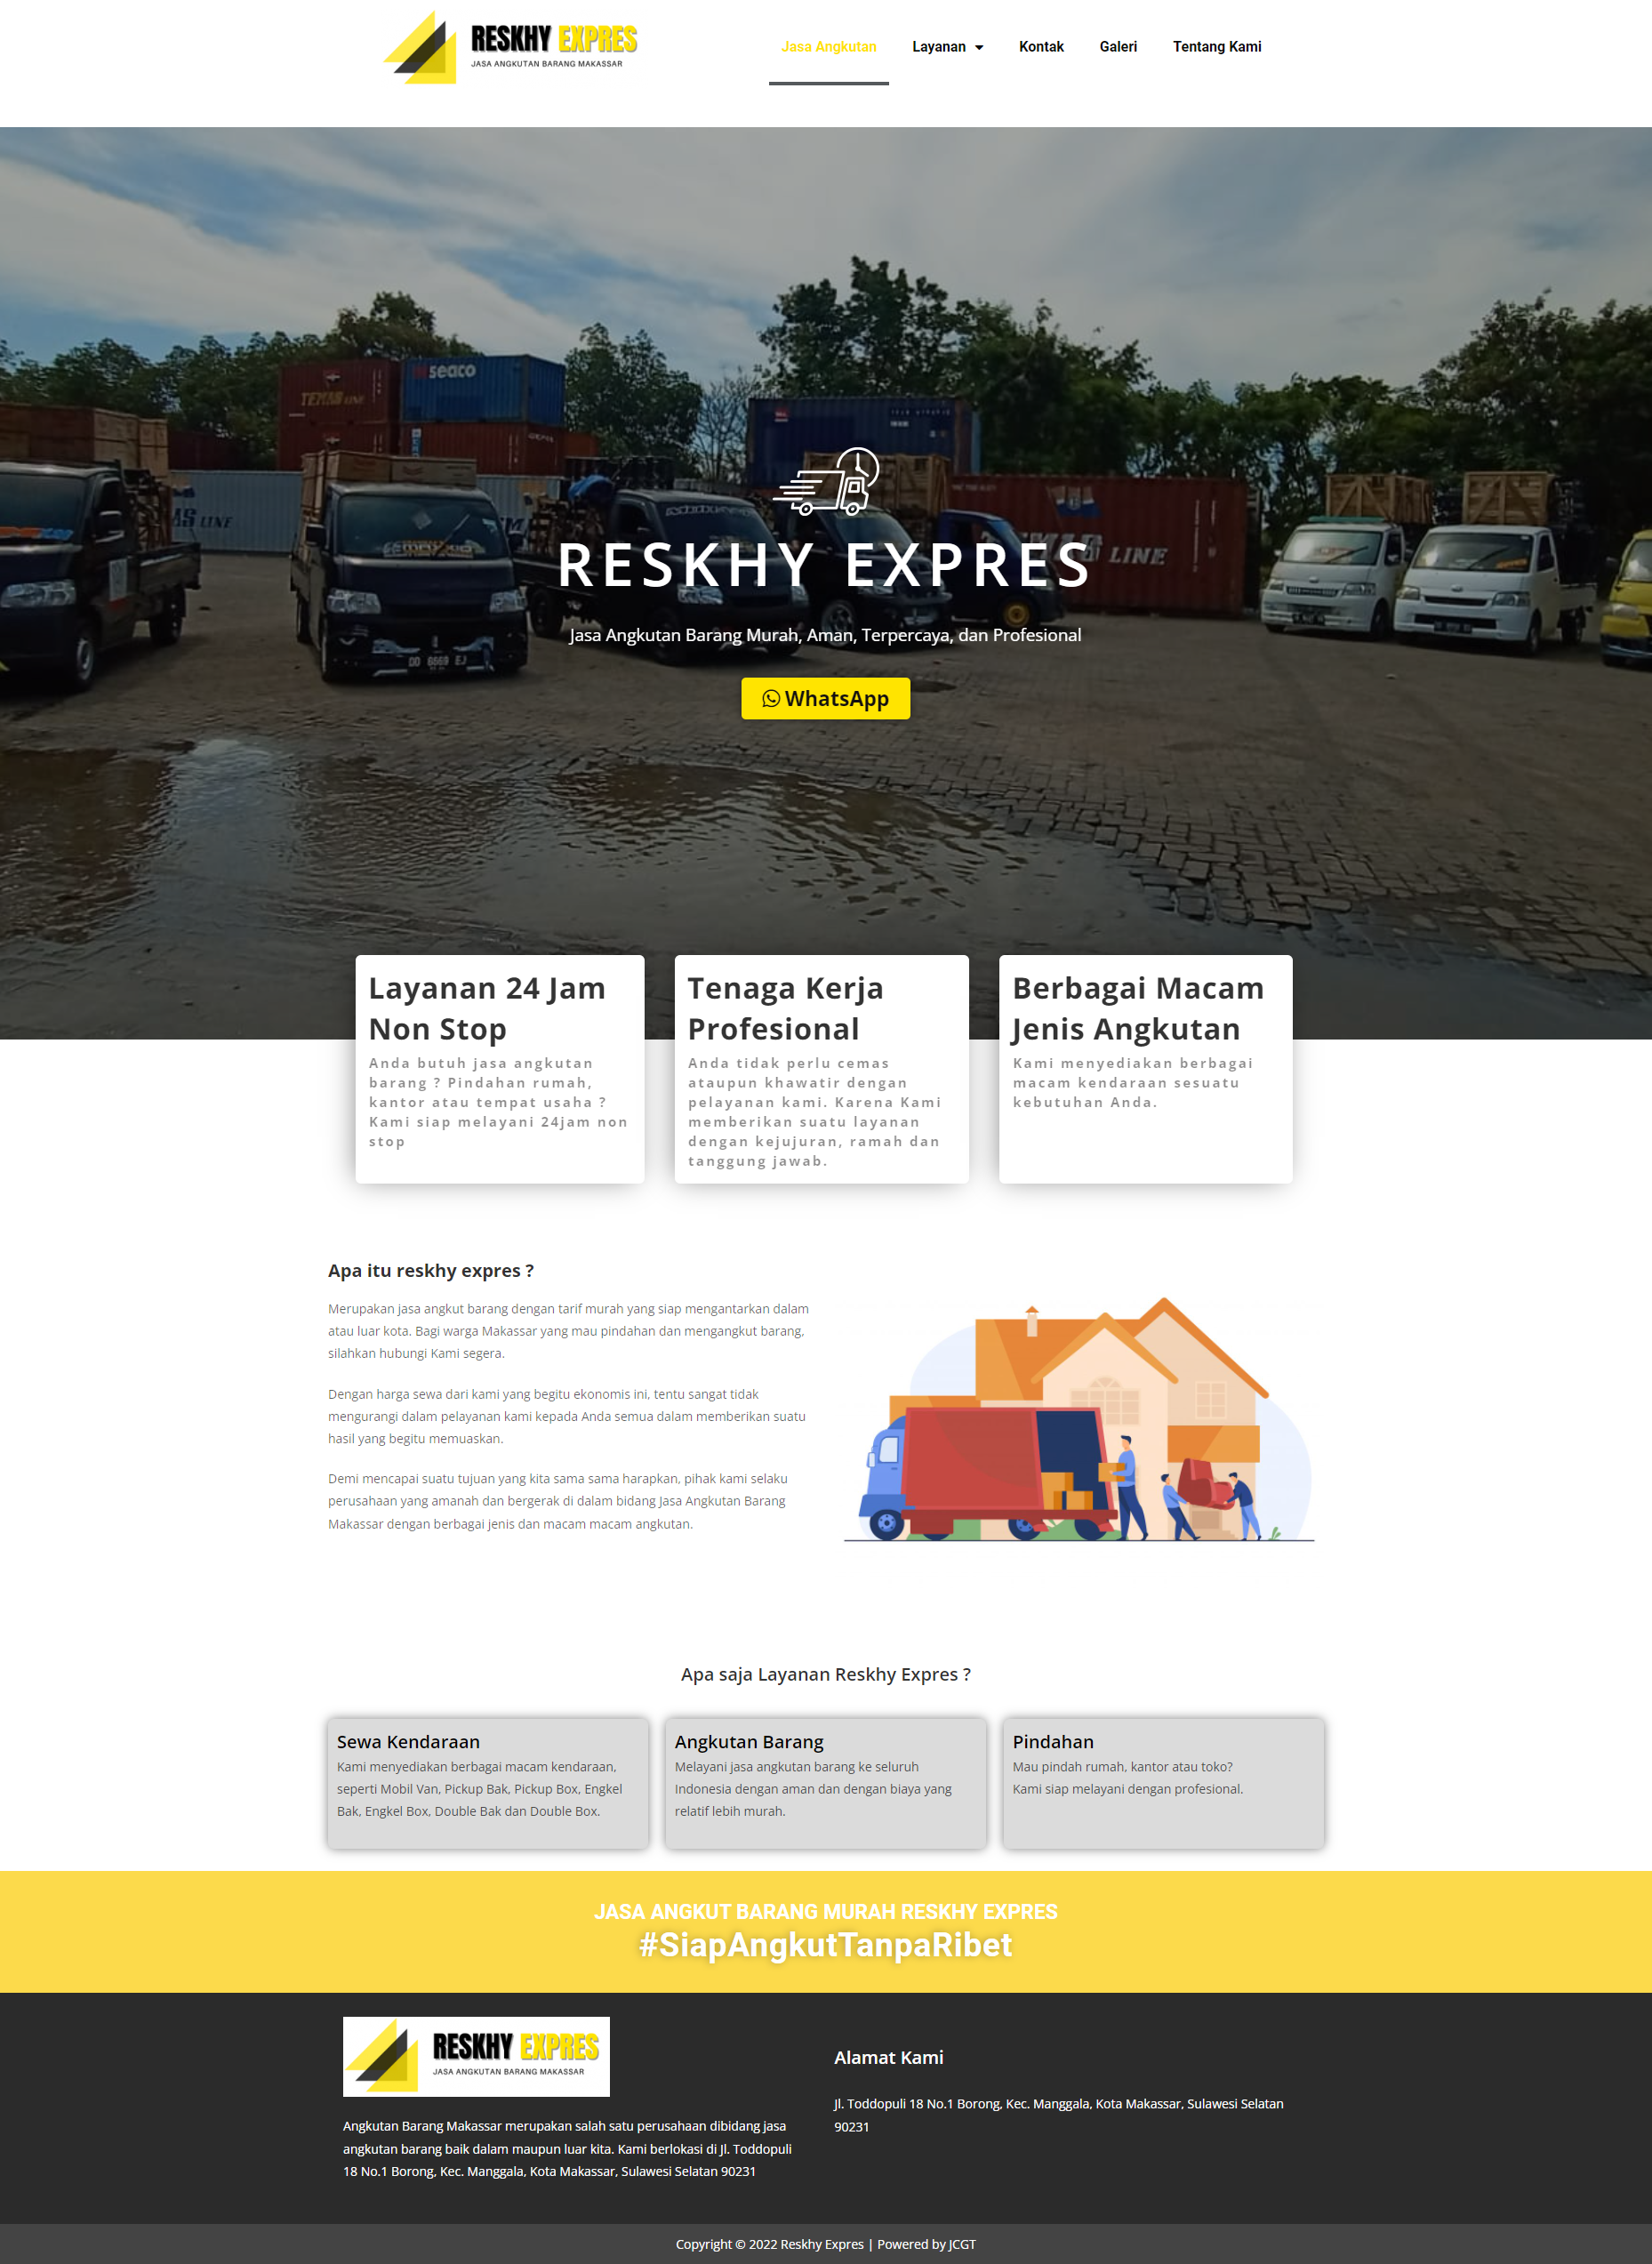 RESKHY EXPRES
JASA ANGKUTAN BARANG MAKASSAR
Jasa Angkutan
Layanan
Kontak
Galeri
Tentang Kami
seaco
TEMAS LINE
LINE
DD 6569 EJ
RESKHY EXPRES
Jasa Angkutan Barang Murah, Aman, Terpercaya, dan Profesional
WhatsApp
Layanan 24 Jam
Non Stop
Anda butuh jasa angkutan
barang ? Pindahan rumah,
kantor atau tempat usaha ?
Kami siap melayani 24jam non
stop
Tenaga Kerja
Profesional
Anda tidak perlu cemas
ataupun khawatir dengan
pelayanan kami. Karena Kami
memberikan suatu layanan
dengan kejujuran, ramah dan
tanggung jawab.
Berbagai Macam
Jenis Angkutan
Kami menyediakan berbagai
macam kendaraan sesuatu
kebutuhan Anda.
Apa itu reskhy expres ?
Merupakan jasa angkut barang dengan tarif murah yang siap mengantarkan dalam
atau luar kota. Bagi warga Makassar yang mau pindahan dan mengangkut barang,
silahkan hubungi Kami segera.
Dengan harga sewa dari kami yang begitu ekonomis ini, tentu sangat tidak
mengurangi dalam pelayanan kami kepada Anda semua dalam memberikan suatu
hasil yang begitu memuaskan.
Demi mencapai suatu tujuan yang kita sama sama harapkan, pihak kami selaku
perusahaan yang amanah dan bergerak di dalam bidang Jasa Angkutan Barang
Makassar dengan berbagai jenis dan macam macam angkutan.
Apa saja Layanan Reskhy Expres ?
Sewa Kendaraan
Kami menyediakan berbagai macam kendaraan,
seperti Mobil Van, Pickup Bak, Pickup Box, Engkel
Bak, Engkel Box, Double Bak dan Double Box.
Angkutan Barang
Melayani jasa angkutan barang ke seluruh
Indonesia dengan aman dan dengan biaya yang
relatif lebih murah.
Pindahan
Mau pindah rumah, kantor atau toko?
Kami siap melayani dengan profesional.
JASA ANGKUT BARANG MURAH RESKHY EXPRES
#SiapAngkutTanpaRibet
RESKHY EXPRES
JASA ANGKUTAN BARANG MAKASSAR
Angkutan Barang Makassar merupakan salah satu perusahaan dibidang jasa
angkutan barang baik dalam maupun luar kita. Kami berlokasi di Jl. Toddopuli
18 No.1 Borong, Kec. Manggala, Kota Makassar, Sulawesi Selatan 90231
Alamat Kami
Jl. Toddopuli 18 No.1 Borong, Kec. Manggala, Kota Makassar, Sulawesi Selatan
90231
Copyright © 2022 Reskhy Expres | Powered by JCGT